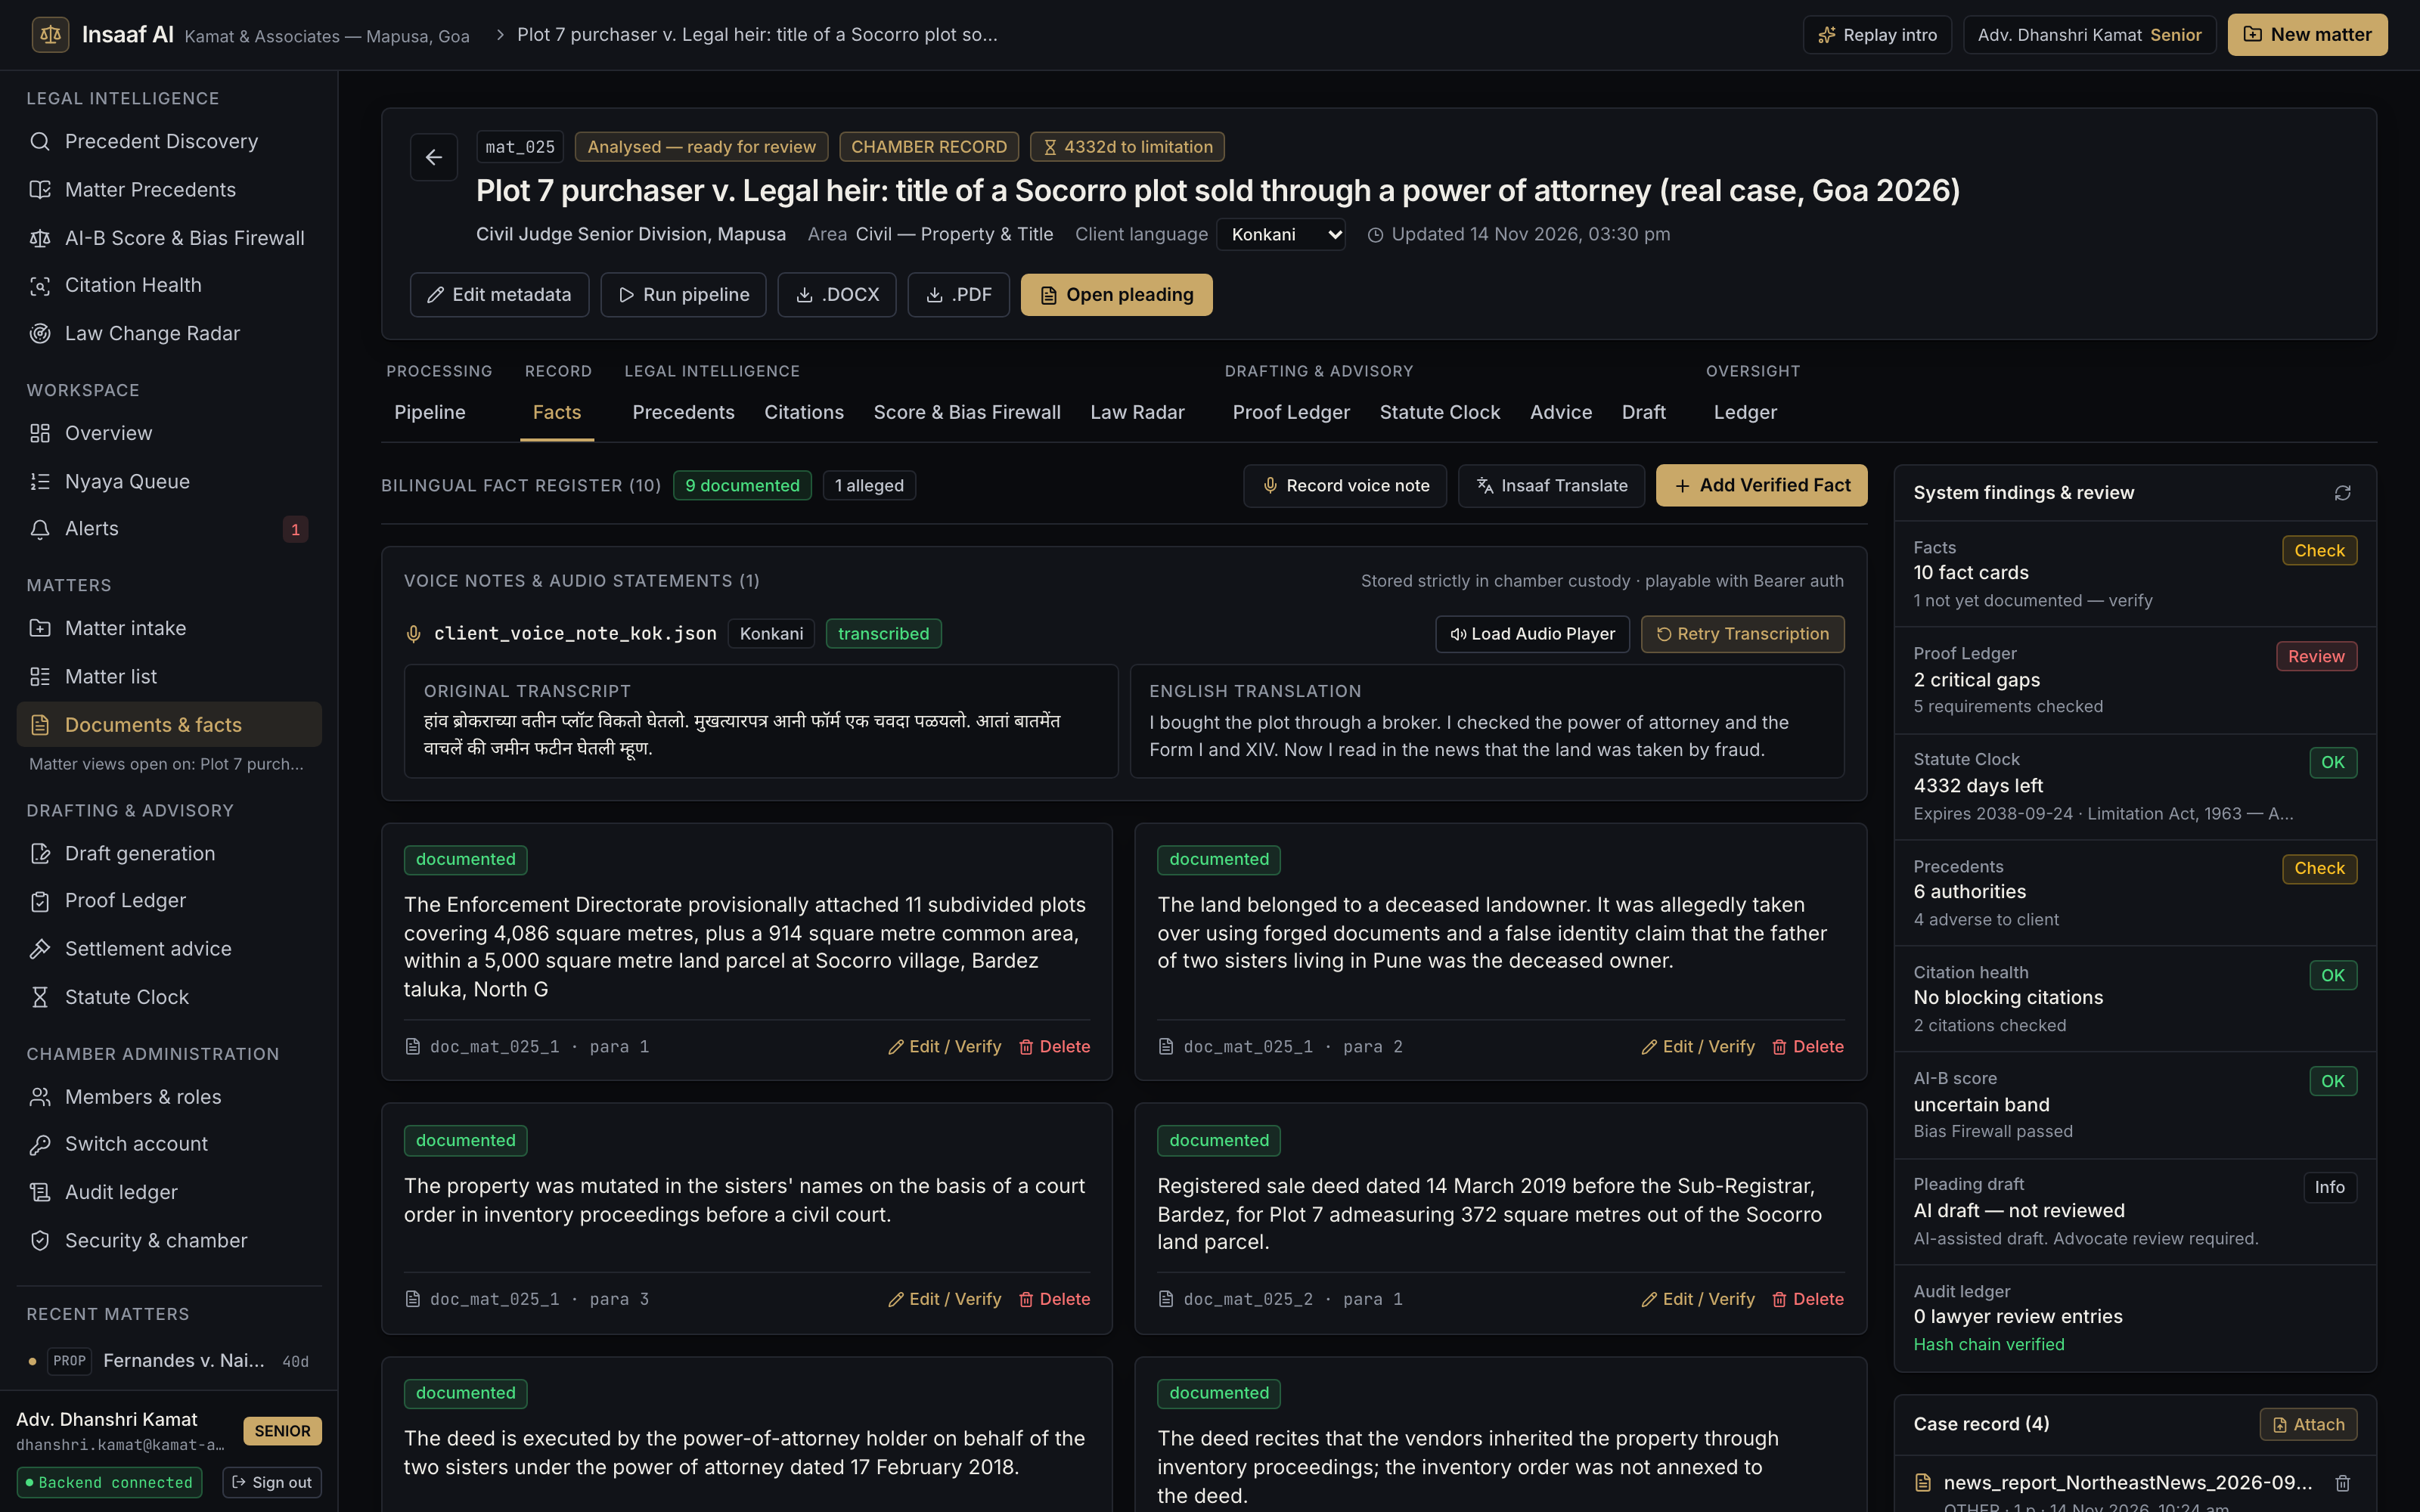 Insaaf AI Kamat & Associates — Mapusa, Goa > Plot 7 purchaser v. Legal heir: title of a Socorro plot so...
Replay intro
Adv. Dhanshri Kamat Senior
New matter
LEGAL INTELLIGENCE
Precedent Discovery
Matter Precedents
AI-B Score & Bias Firewall
Citation Health
Law Change Radar
WORKSPACE
Overview
Nyaya Queue
Alerts 1
MATTERS
Matter intake
Matter list
Documents & facts
Matter views open on: Plot 7 purch...
DRAFTING & ADVISORY
Draft generation
Proof Ledger
Settlement advice
Statute Clock
CHAMBER ADMINISTRATION
Members & roles
Switch account
Audit ledger
Security & chamber
RECENT MATTERS
PROP Fernandes v. Nai... 40d
Adv. Dhanshri Kamat
dhanshri.kamat@kamat-a...
SENIOR
Backend connected
Sign out
mat_025 Analysed — ready for review CHAMBER RECORD 4332d to limitation
Plot 7 purchaser v. Legal heir: title of a Socorro plot sold through a power of attorney (real case, Goa 2026)
Civil Judge Senior Division, Mapusa Area Civil — Property & Title Client language Konkani Updated 14 Nov 2026, 03:30 pm
Edit metadata Run pipeline .DOCX .PDF Open pleading
PROCESSING RECORD LEGAL INTELLIGENCE DRAFTING & ADVISORY OVERSIGHT
Pipeline Facts Precedents Citations Score & Bias Firewall Law Radar Proof Ledger Statute Clock Advice Draft Ledger
BILINGUAL FACT REGISTER (10) 9 documented 1 alleged Record voice note Insaaf Translate + Add Verified Fact
VOICE NOTES & AUDIO STATEMENTS (1) Stored strictly in chamber custody · playable with Bearer auth
client_voice_note_kok.json Konkani transcribed Load Audio Player Retry Transcription
ORIGINAL TRANSCRIPT
हांव ब्रोकराच्या वतीन प्लॉट विकतो घेतलो. मुखत्यारपत्र आनी फॉर्म एक चवदा पळयलो. आतां बातमेंत
वाचलें की जमीन फटीन घेतली म्हूण.
ENGLISH TRANSLATION
I bought the plot through a broker. I checked the power of attorney and the
Form I and XIV. Now I read in the news that the land was taken by fraud.
documented
The Enforcement Directorate provisionally attached 11 subdivided plots
covering 4,086 square metres, plus a 914 square metre common area,
within a 5,000 square metre land parcel at Socorro village, Bardez
taluka, North G
doc_mat_025_1 · para 1 Edit / Verify Delete
documented
The land belonged to a deceased landowner. It was allegedly taken
over using forged documents and a false identity claim that the father
of two sisters living in Pune was the deceased owner.
doc_mat_025_1 · para 2 Edit / Verify Delete
documented
The property was mutated in the sisters' names on the basis of a court
order in inventory proceedings before a civil court.
doc_mat_025_1 · para 3 Edit / Verify Delete
documented
Registered sale deed dated 14 March 2019 before the Sub-Registrar,
Bardez, for Plot 7 admeasuring 372 square metres out of the Socorro
land parcel.
doc_mat_025_2 · para 1 Edit / Verify Delete
documented
The deed is executed by the power-of-attorney holder on behalf of the
two sisters under the power of attorney dated 17 February 2018.
documented
The deed recites that the vendors inherited the property through
inventory proceedings; the inventory order was not annexed to
the deed.
System findings & review
Facts Check
10 fact cards
1 not yet documented — verify
Proof Ledger Review
2 critical gaps
5 requirements checked
Statute Clock OK
4332 days left
Expires 2038-09-24 · Limitation Act, 1963 — A...
Precedents Check
6 authorities
4 adverse to client
Citation health OK
No blocking citations
2 citations checked
AI-B score OK
uncertain band
Bias Firewall passed
Pleading draft Info
AI draft — not reviewed
AI-assisted draft. Advocate review required.
Audit ledger
0 lawyer review entries
Hash chain verified
Case record (4) Attach
news_report_NortheastNews_2026-09...
OTHER · 1 p · 14 Nov 2026, 10:24 am